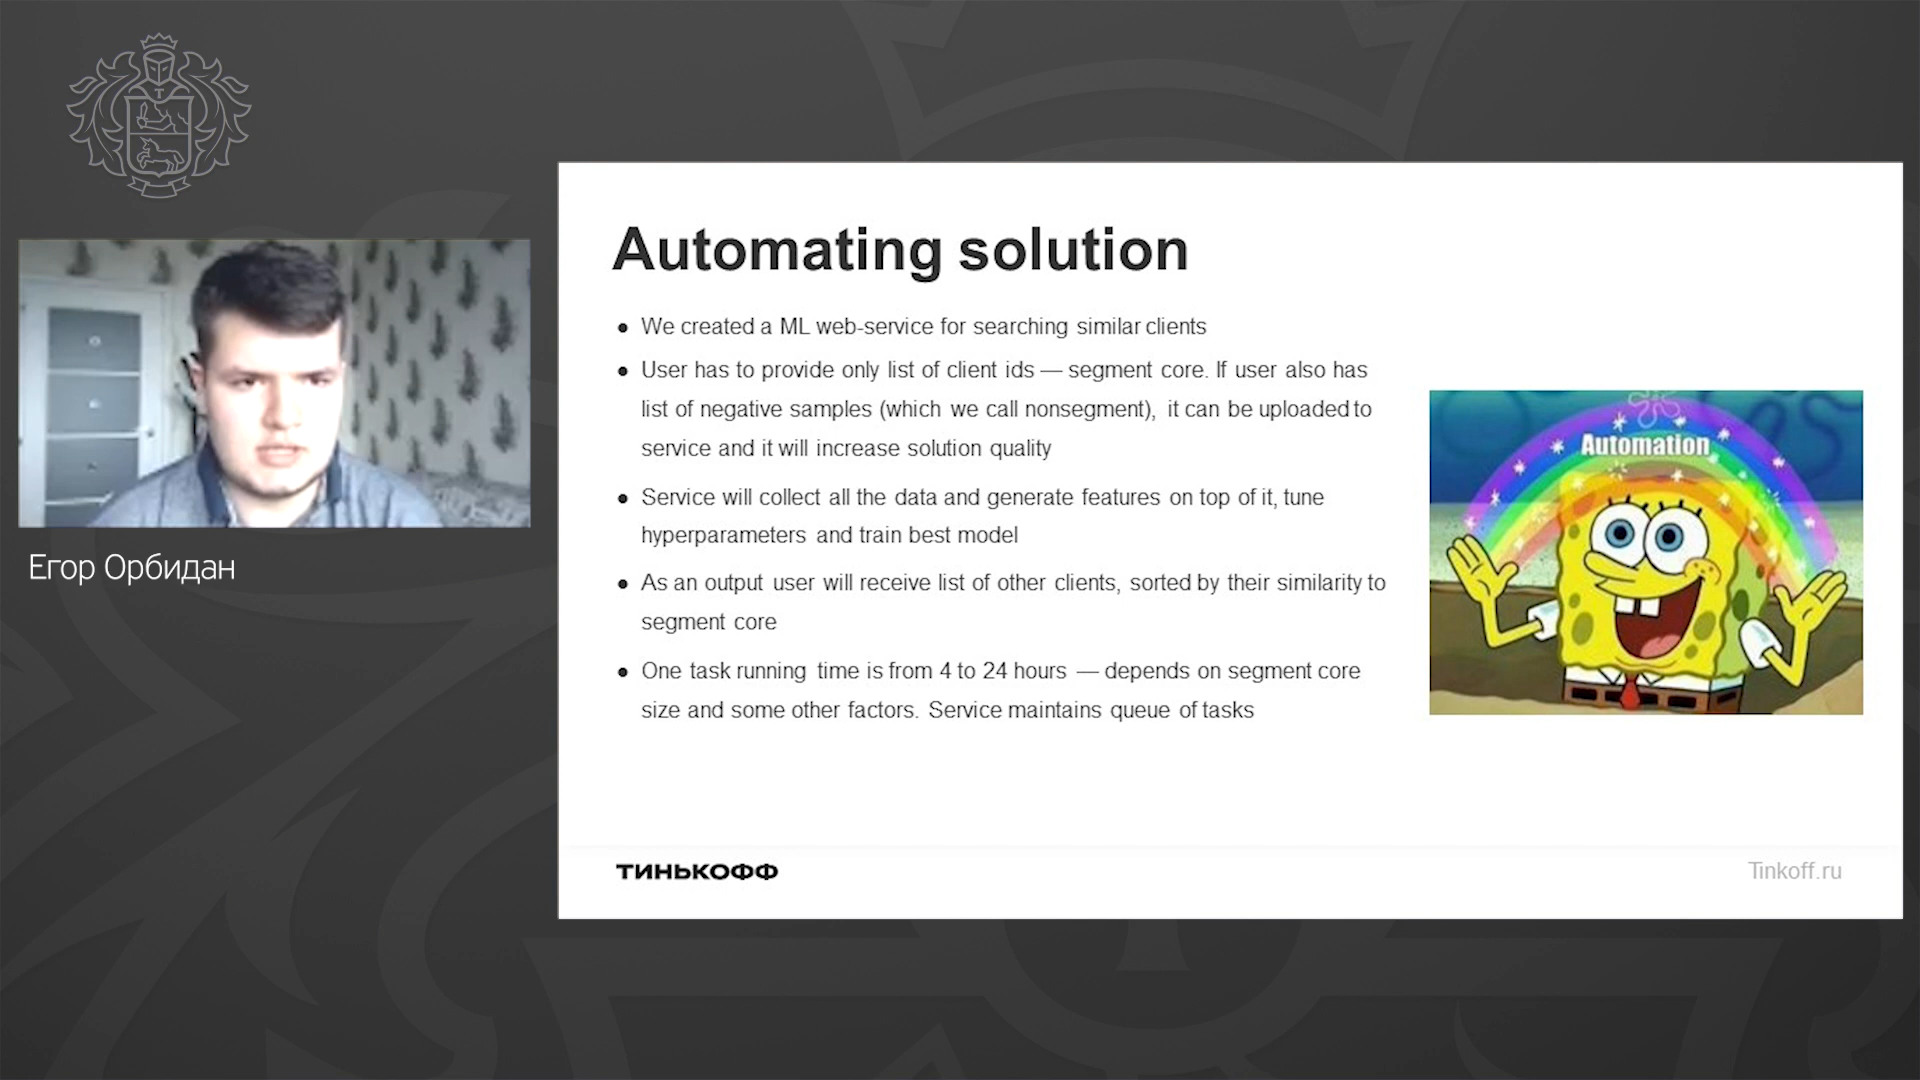 Егор Орбидан
Automating solution
● We created a ML web-service for searching similar clients
● User has to provide only list of client ids — segment core. If user also has
list of negative samples (which we call nonsegment), it can be uploaded to
service and it will increase solution quality
● Service will collect all the data and generate features on top of it, tune
hyperparameters and train best model
● As an output user will receive list of other clients, sorted by their similarity to
segment core
● One task running time is from 4 to 24 hours — depends on segment core
size and some other factors. Service maintains queue of tasks
Automation
ТИНЬКОФФ
Tinkoff.ru